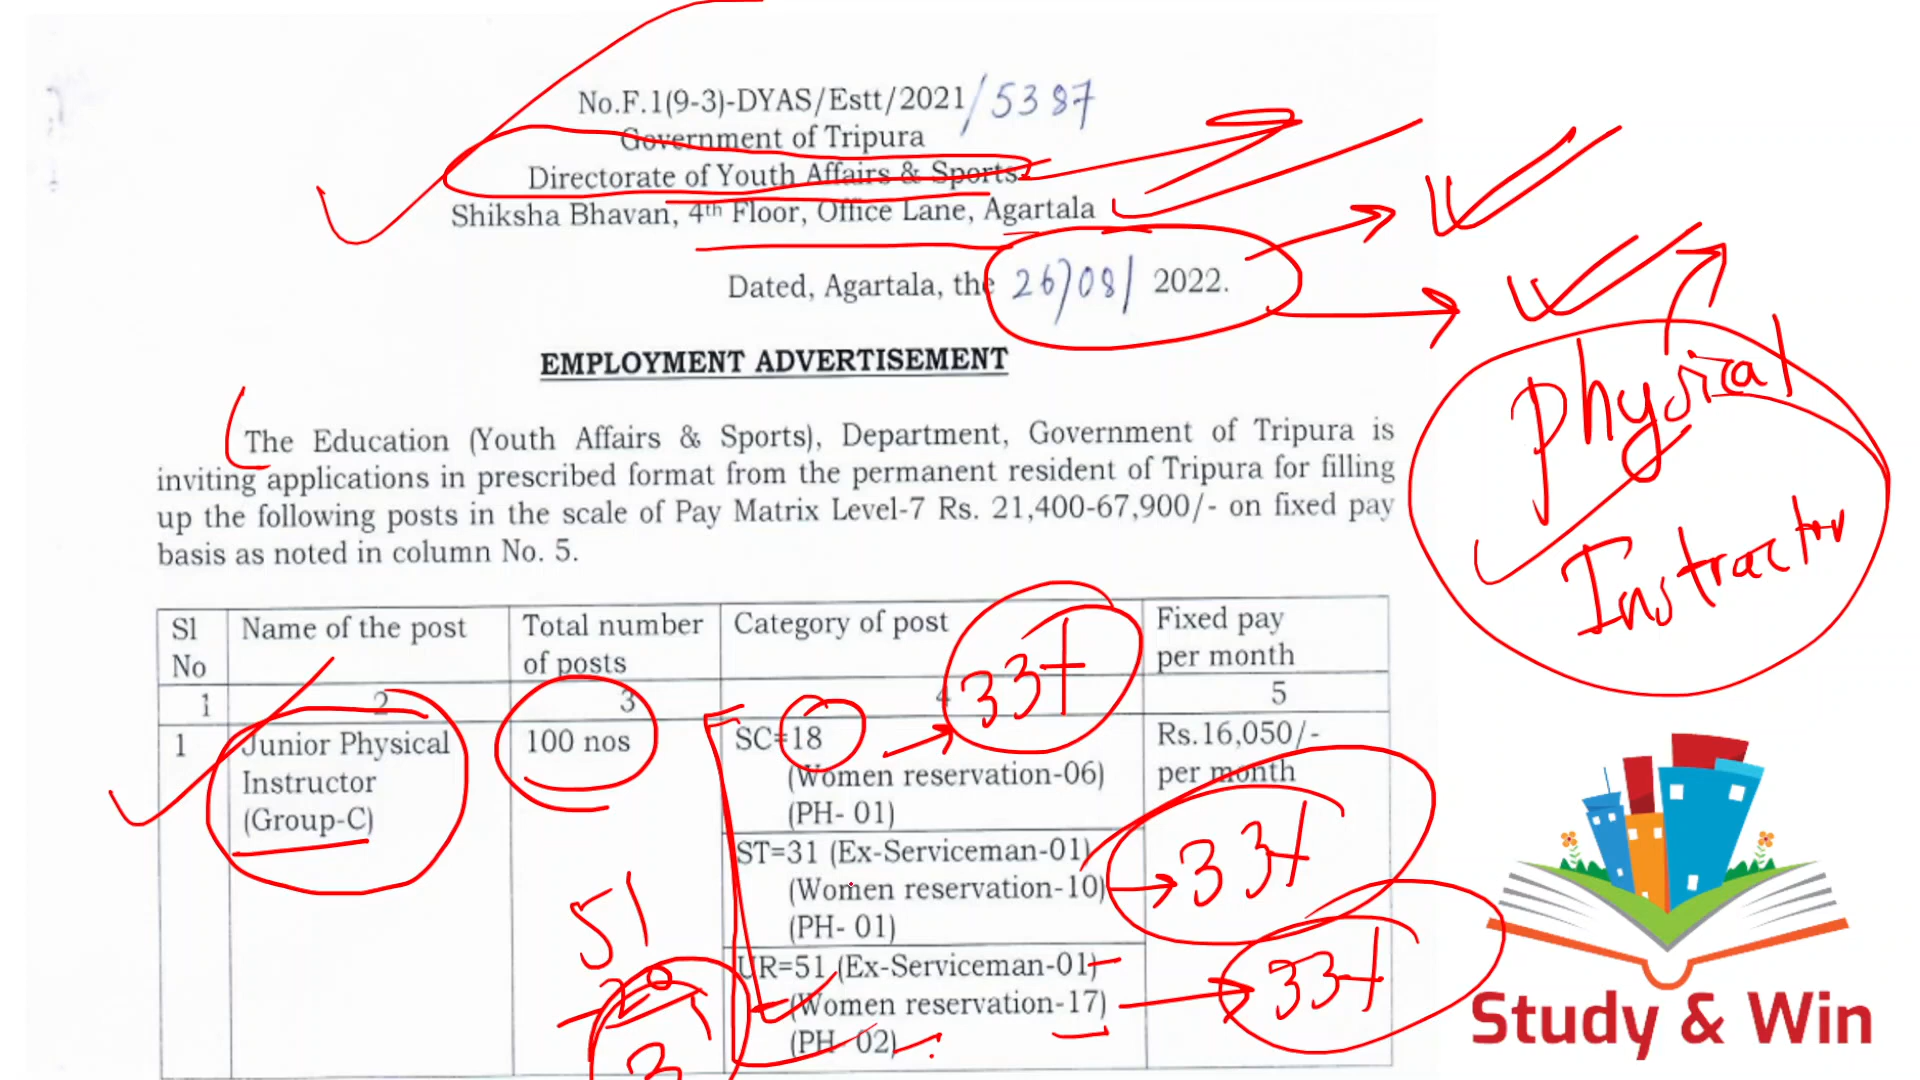 No.F.1(9-3)-DYAS/Estt/2021/5387
Government of Tripura
Directorate of Youth Affairs & Sports
Shiksha Bhavan, 4th Floor, Office Lane, Agartala
Dated, Agartala, the 26/08/2022.
EMPLOYMENT ADVERTISEMENT
The Education (Youth Affairs & Sports), Department, Government of Tripura is
inviting applications in prescribed format from the permanent resident of Tripura for filling
up the following posts in the scale of Pay Matrix Level-7 Rs. 21,400-67,900/- on fixed pay
basis as noted in column No. 5.
Physical
Instructor
Sl No
Name of the post
Total number of posts
Category of post
Fixed pay per month
1
2
3
4
5
1
Junior Physical
Instructor
(Group-C)
100 nos
SC=18
(Women reservation-06)
(PH- 01)
ST=31 (Ex-Serviceman-01)
(Women reservation-10)
(PH- 01)
UR=51 (Ex-Serviceman-01)
(Women reservation-17)
(PH- 02)
Rs.16,050/-
per month
33+
33+
33+
51
3
Study & Win